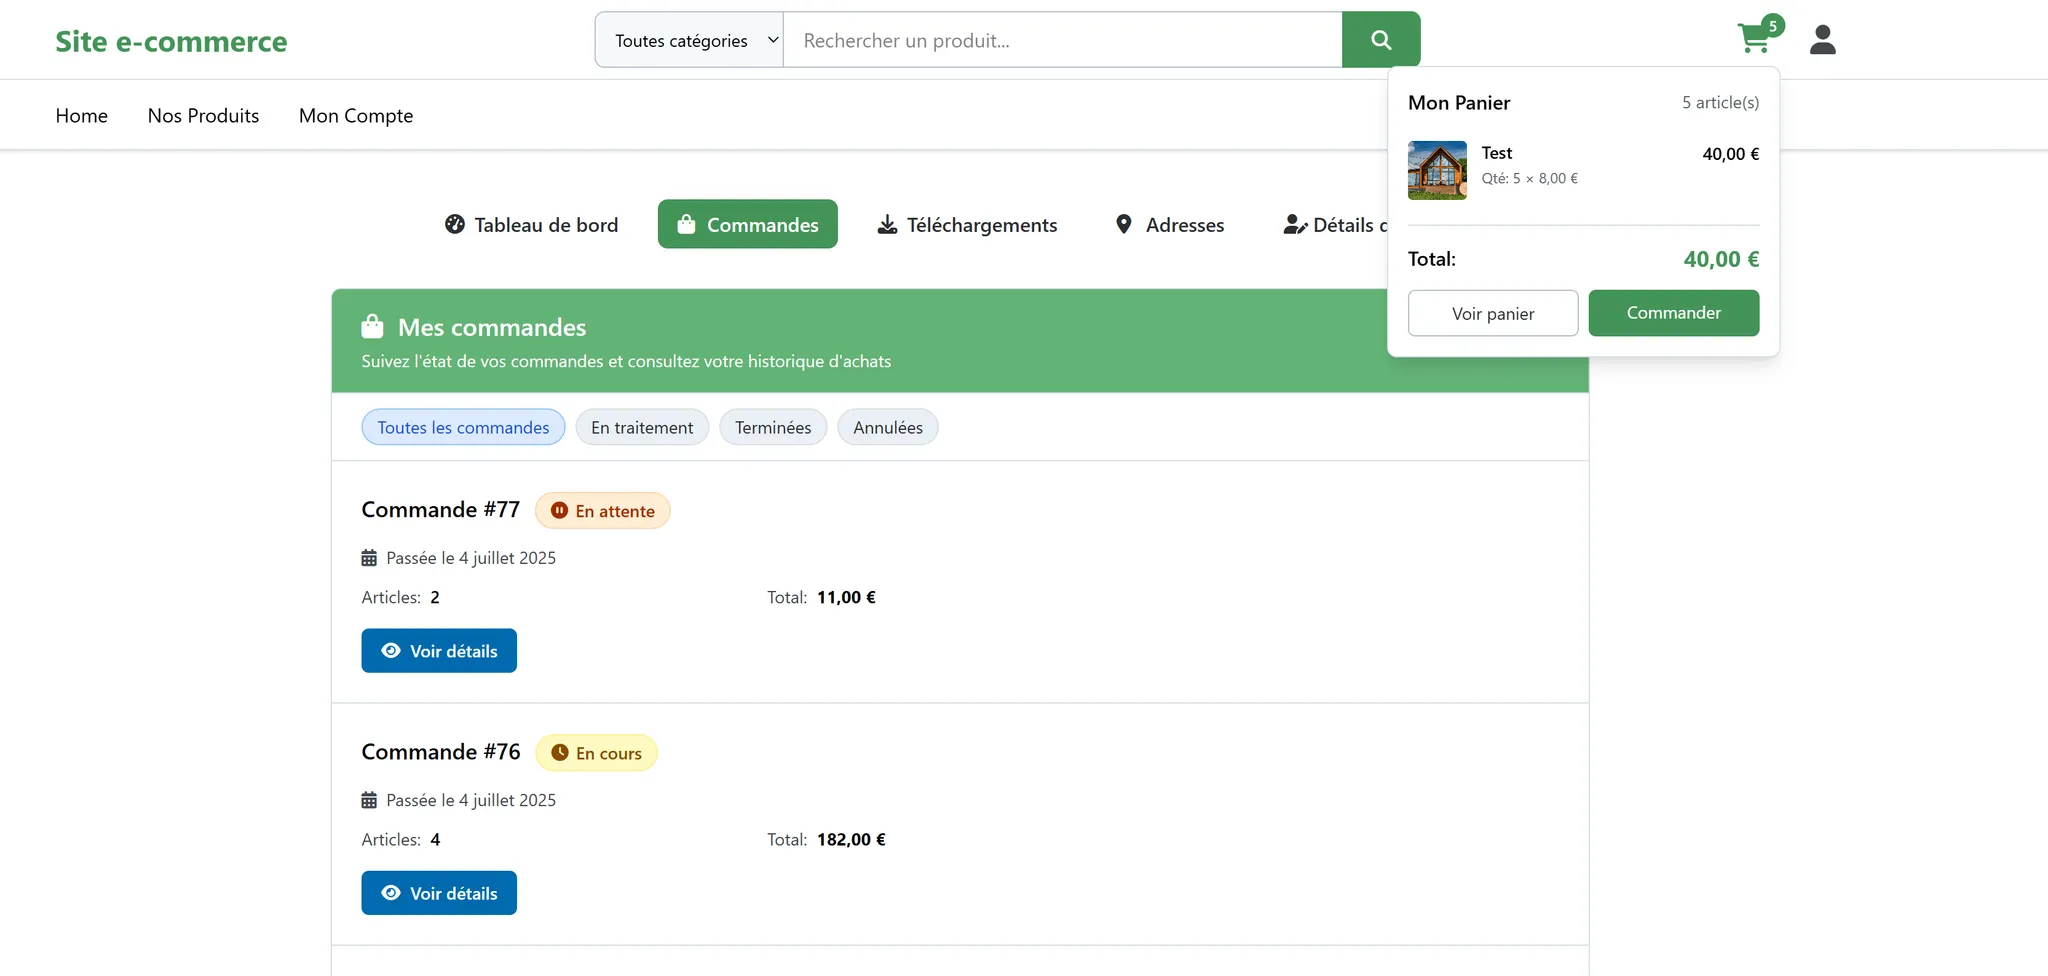 Site e-commerce
Toutes catégories
Rechercher un produit...
5
Home
Nos Produits
Mon Compte
Mon Panier
5 article(s)
Test
40,00 €
Qté: 5 × 8,00 €
Total:
40,00 €
Voir panier
Commander
Tableau de bord
Commandes
Téléchargements
Adresses
Détails
Mes commandes
Suivez l'état de vos commandes et consultez votre historique d'achats
Toutes les commandes
En traitement
Terminées
Annulées
Commande #77
En attente
Passée le 4 juillet 2025
Articles: 2
Total: 11,00 €
Voir détails
Commande #76
En cours
Passée le 4 juillet 2025
Articles: 4
Total: 182,00 €
Voir détails